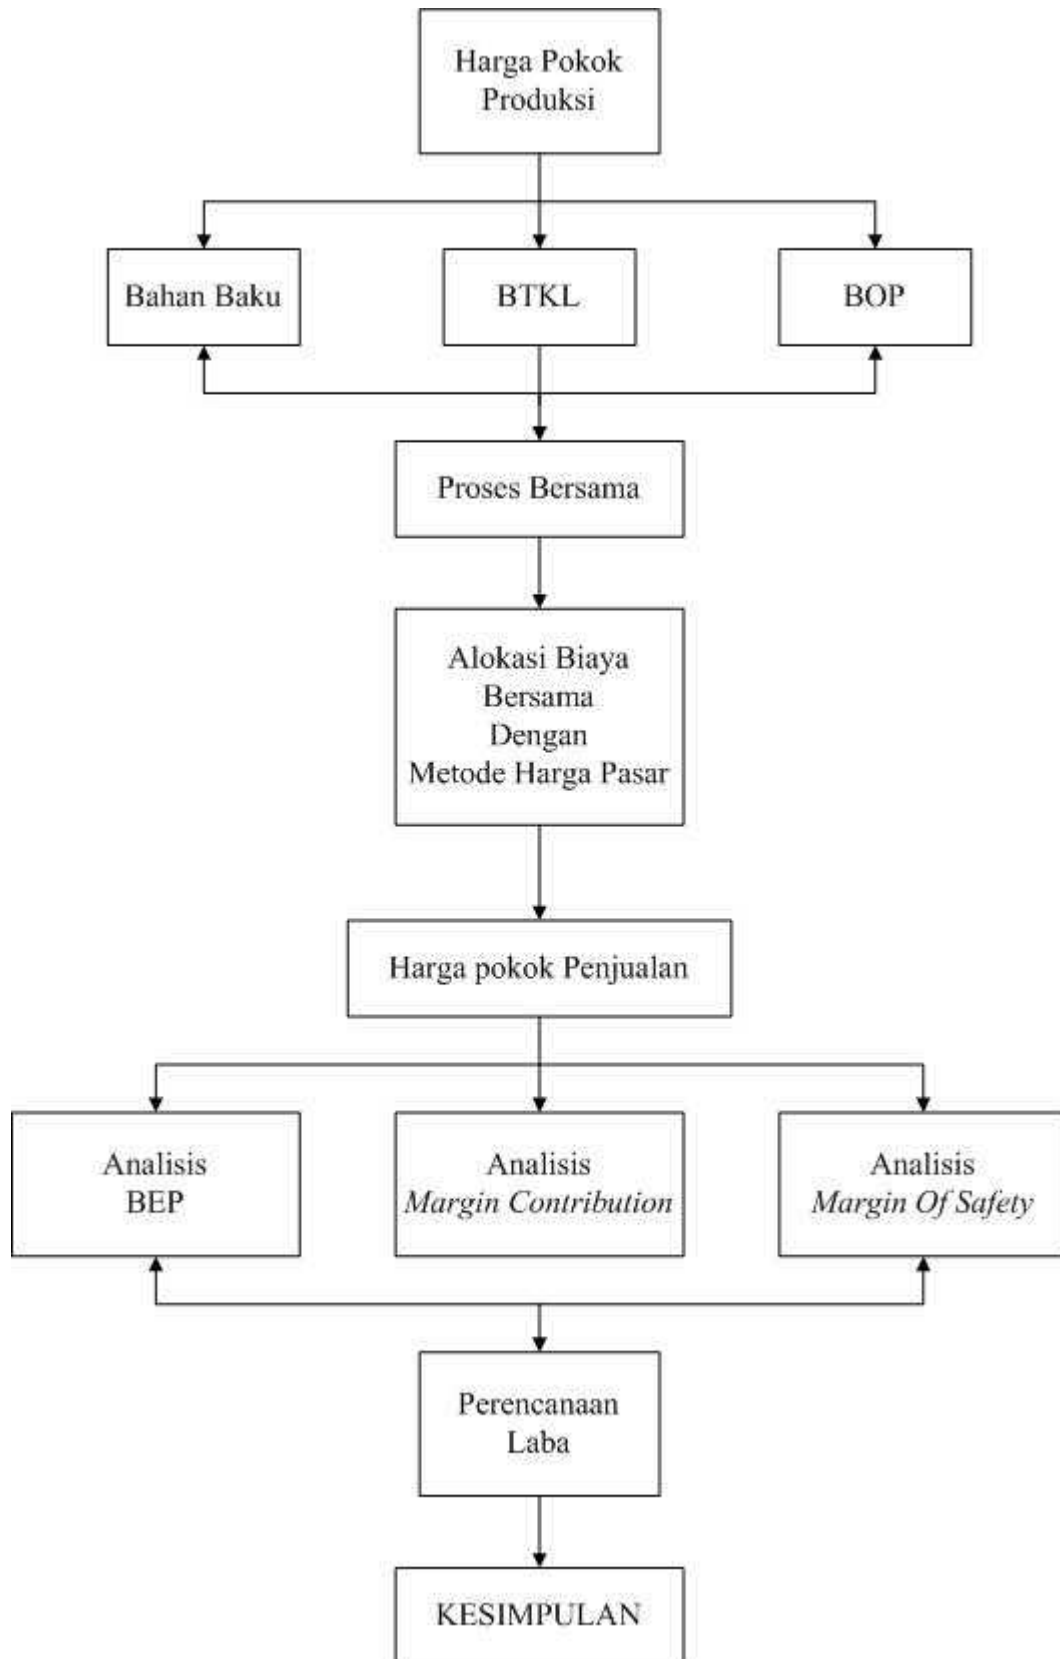 Harga Pokok
Produksi
Bahan Baku
BTKL
BOP
Proses Bersama
Alokasi Biaya
Bersama
Dengan
Metode Harga Pasar
Harga pokok Penjualan
Analisis
BEP
Analisis
Margin Contribution
Analisis
Margin Of Safety
Perencanaan
Laba
KESIMPULAN